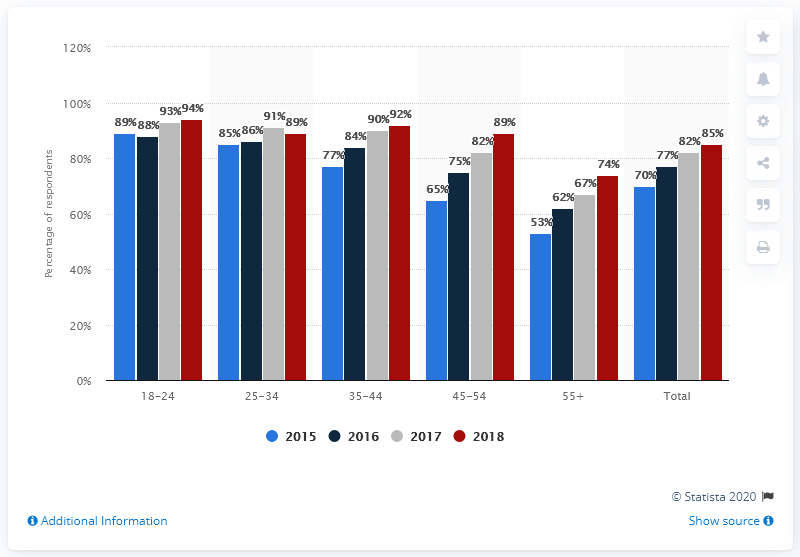 120%
100%
80%
60%
40%
20%
0%
Percentage of respondents
89% 88% 93% 94%
85% 86% 91% 89%
77% 84% 90% 92%
65% 75% 82% 89%
53% 62% 67% 74%
70% 77% 82% 85%
18-24 25-34 35-44 45-54 55+ Total
2015 2016 2017 2018
© Statista 2020
Additional Information
Show source